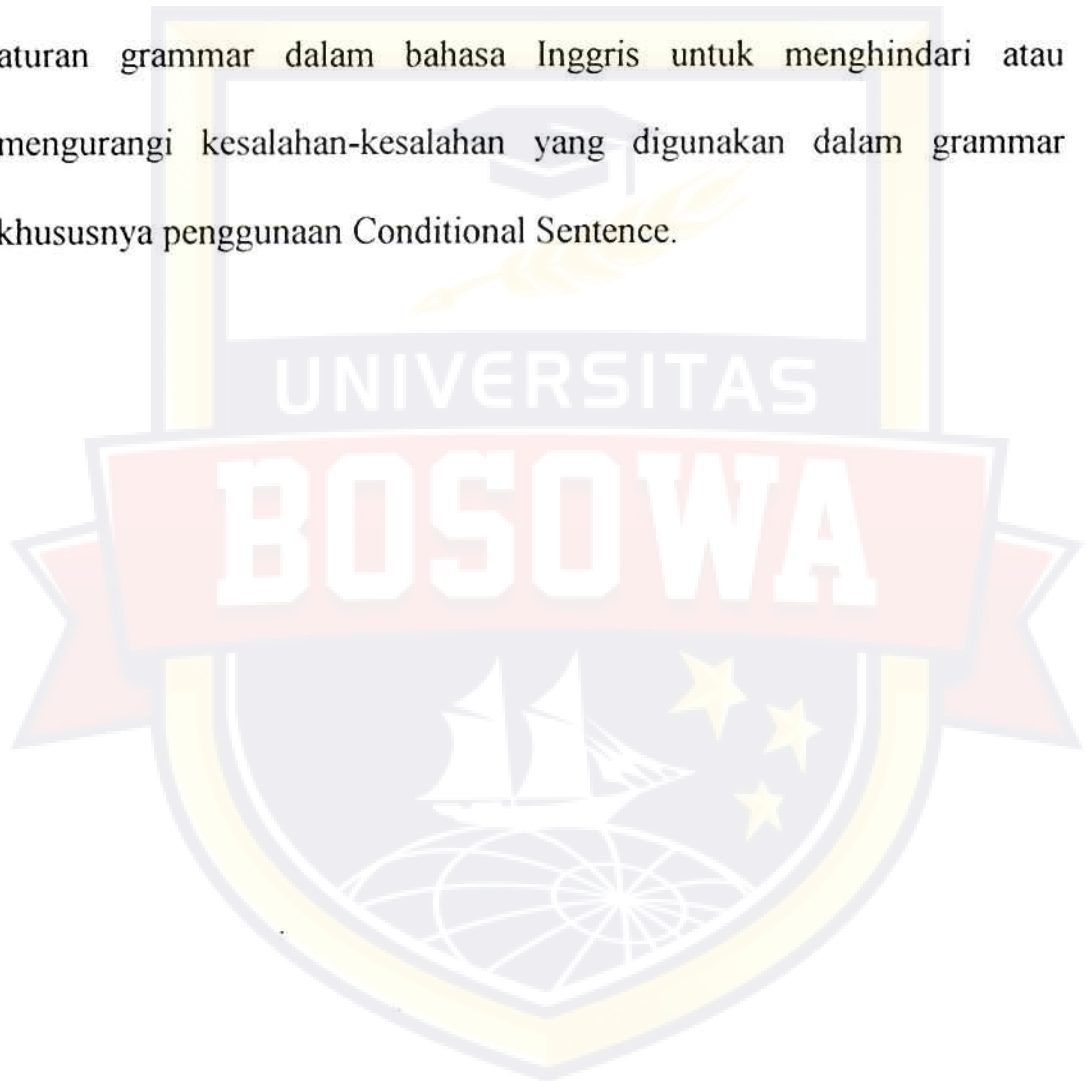 aturan grammar dalam bahasa Inggris untuk menghindari atau
mengurangi kesalahan-kesalahan yang digunakan dalam grammar
khususnya penggunaan Conditional Sentence.
UNIVERSITAS
BOSOWA